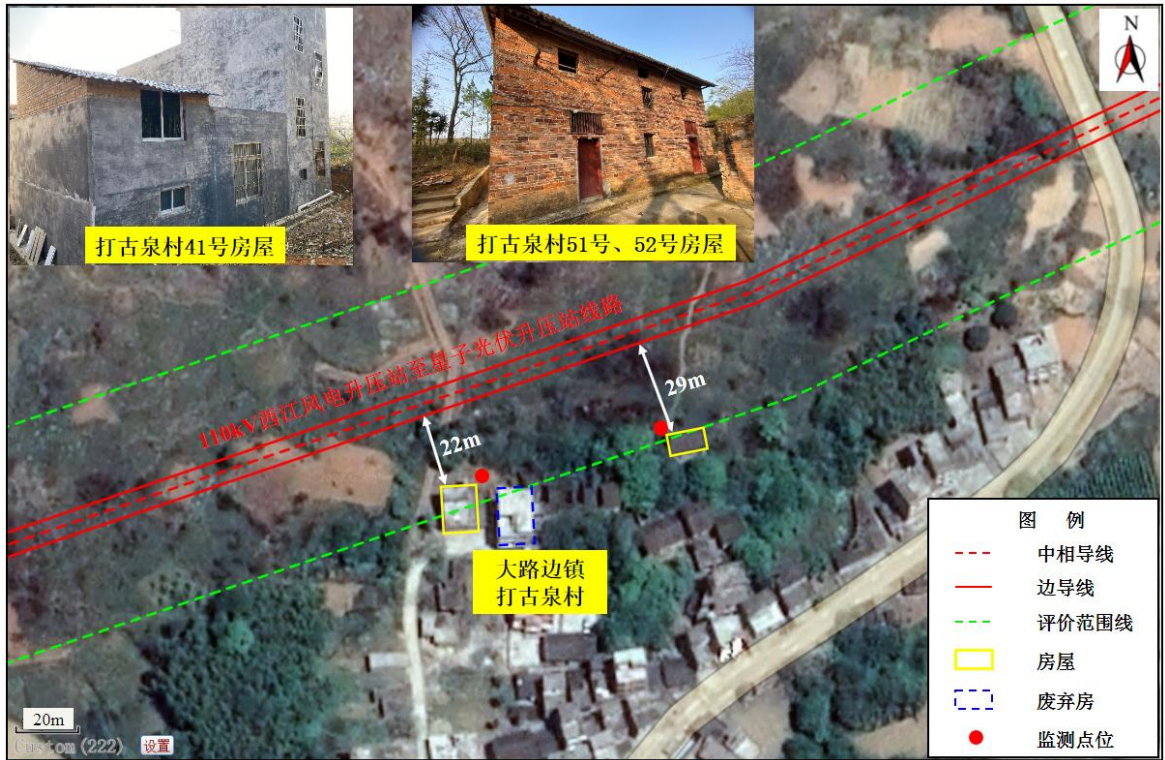 N
打古泉村41号房屋
打古泉村51号、52号房屋
110kV西江风电升压站至星子光伏升压站线路
29m
22m
大路边镇
打古泉村
图 例
中相导线
边导线
评价范围线
房屋
废弃房
监测点位
20m
Custom (222) 设置